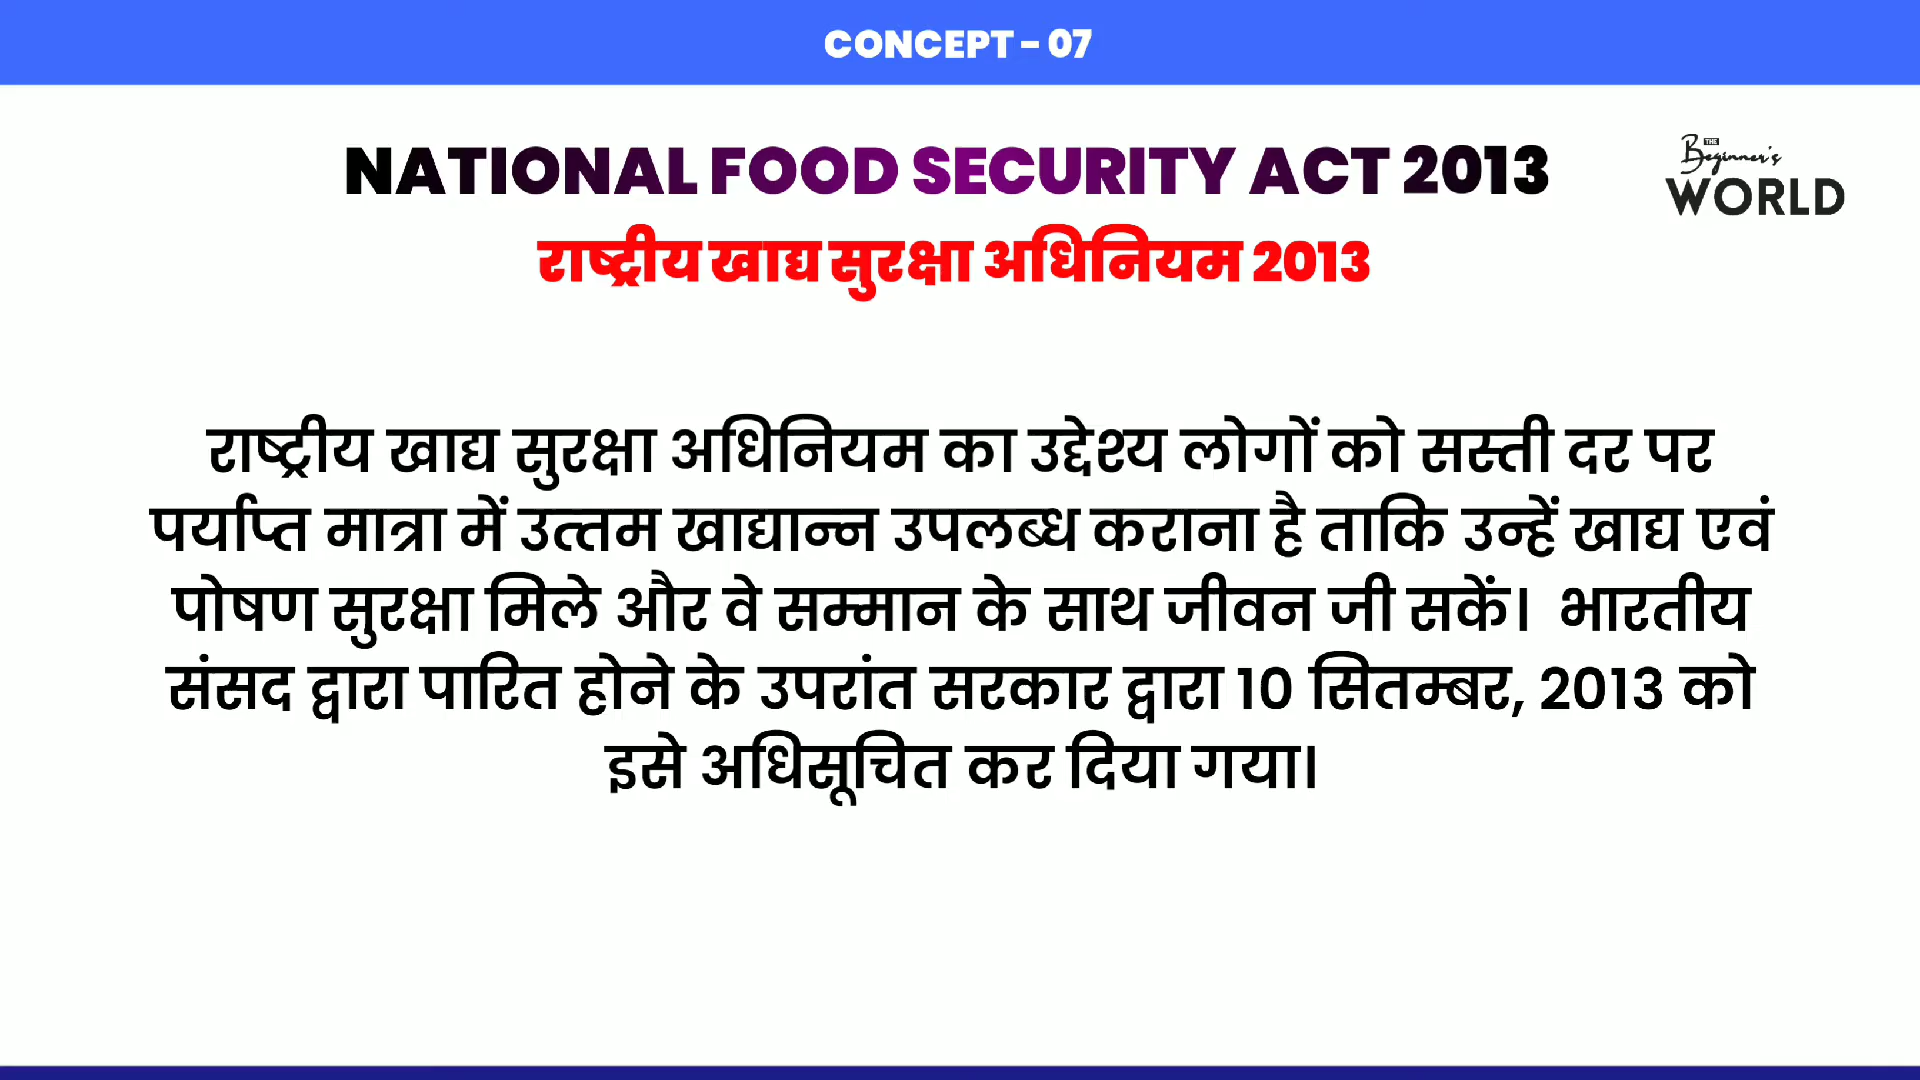 CONCEPT - 07
NATIONAL FOOD SECURITY ACT 2013
THE
Beginner's
WORLD
राष्ट्रीय खाद्य सुरक्षा अधिनियम 2013
राष्ट्रीय खाद्य सुरक्षा अधिनियम का उद्देश्य लोगों को सस्ती दर पर
पर्याप्त मात्रा में उत्तम खाद्यान्न उपलब्ध कराना है ताकि उन्हें खाद्य एवं
पोषण सुरक्षा मिले और वे सम्मान के साथ जीवन जी सकें। भारतीय
संसद द्वारा पारित होने के उपरांत सरकार द्वारा 10 सितम्बर, 2013 को
इसे अधिसूचित कर दिया गया।